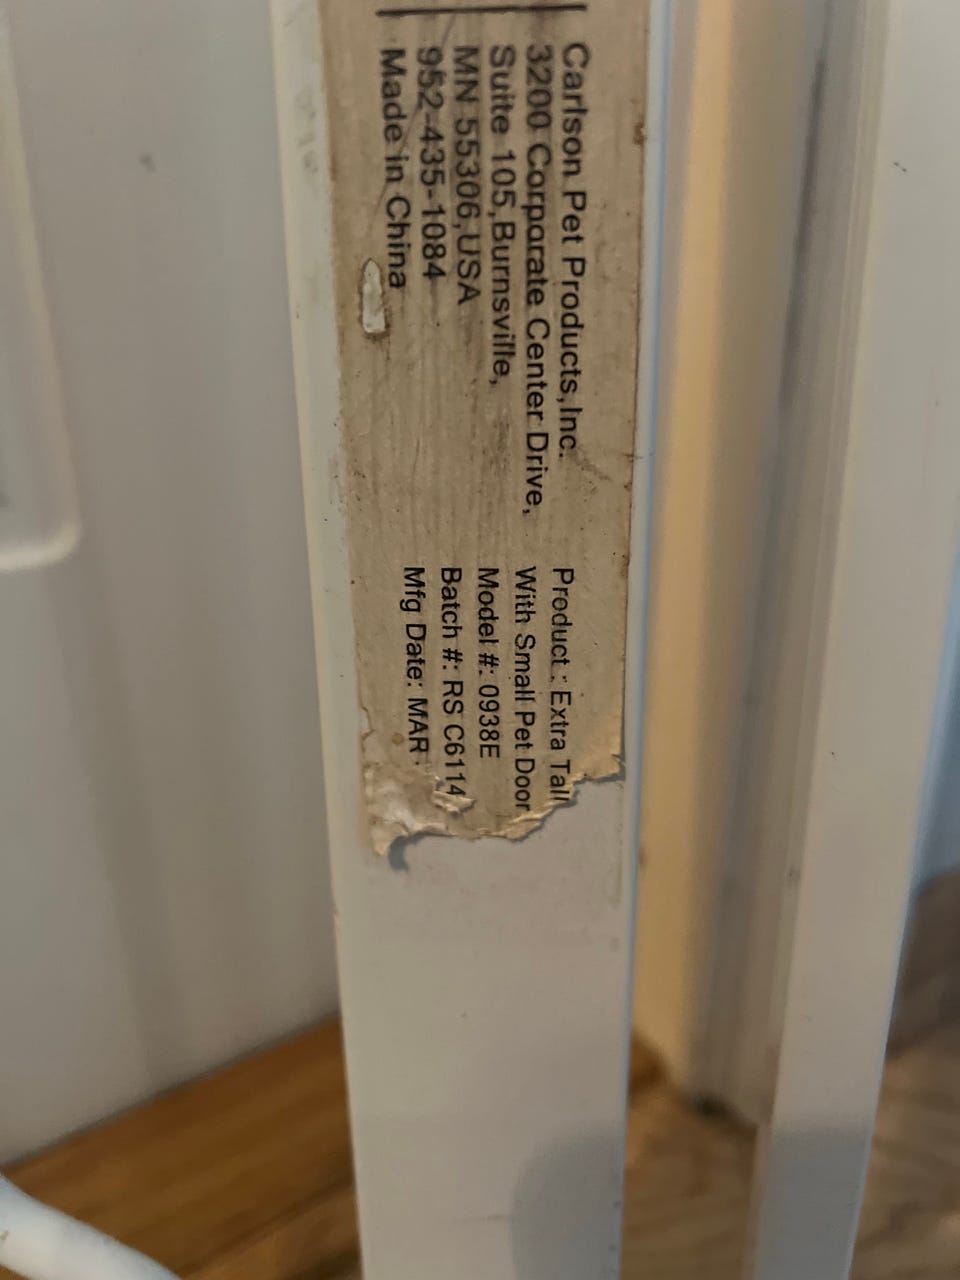 Carlson Pet Products, Inc.
3200 Corporate Center Drive,
Suite 105, Burnsville,
MN 55306, USA
952-435-1084
Made in China
Product : Extra Tall
With Small Pet Door
Model #: 0938E
Batch #: RS C6114
Mfg Date: MAR